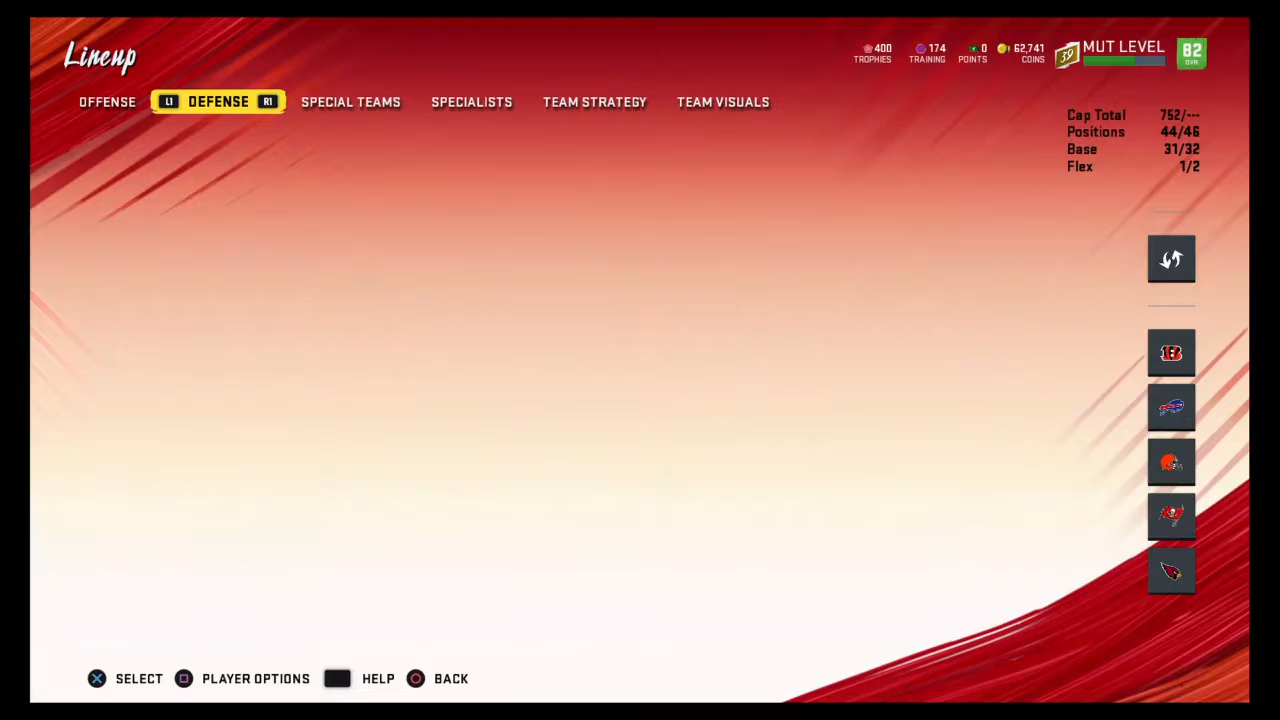 Lineup
400 TROPHIES
174 TRAINING
0 POINTS
62,741 COINS
39
MUT LEVEL
82 OVR
OFFENSE L1 DEFENSE R1 SPECIAL TEAMS SPECIALISTS TEAM STRATEGY TEAM VISUALS
Cap Total 752/---
Positions 44/46
Base 31/32
Flex 1/2
SELECT PLAYER OPTIONS HELP BACK